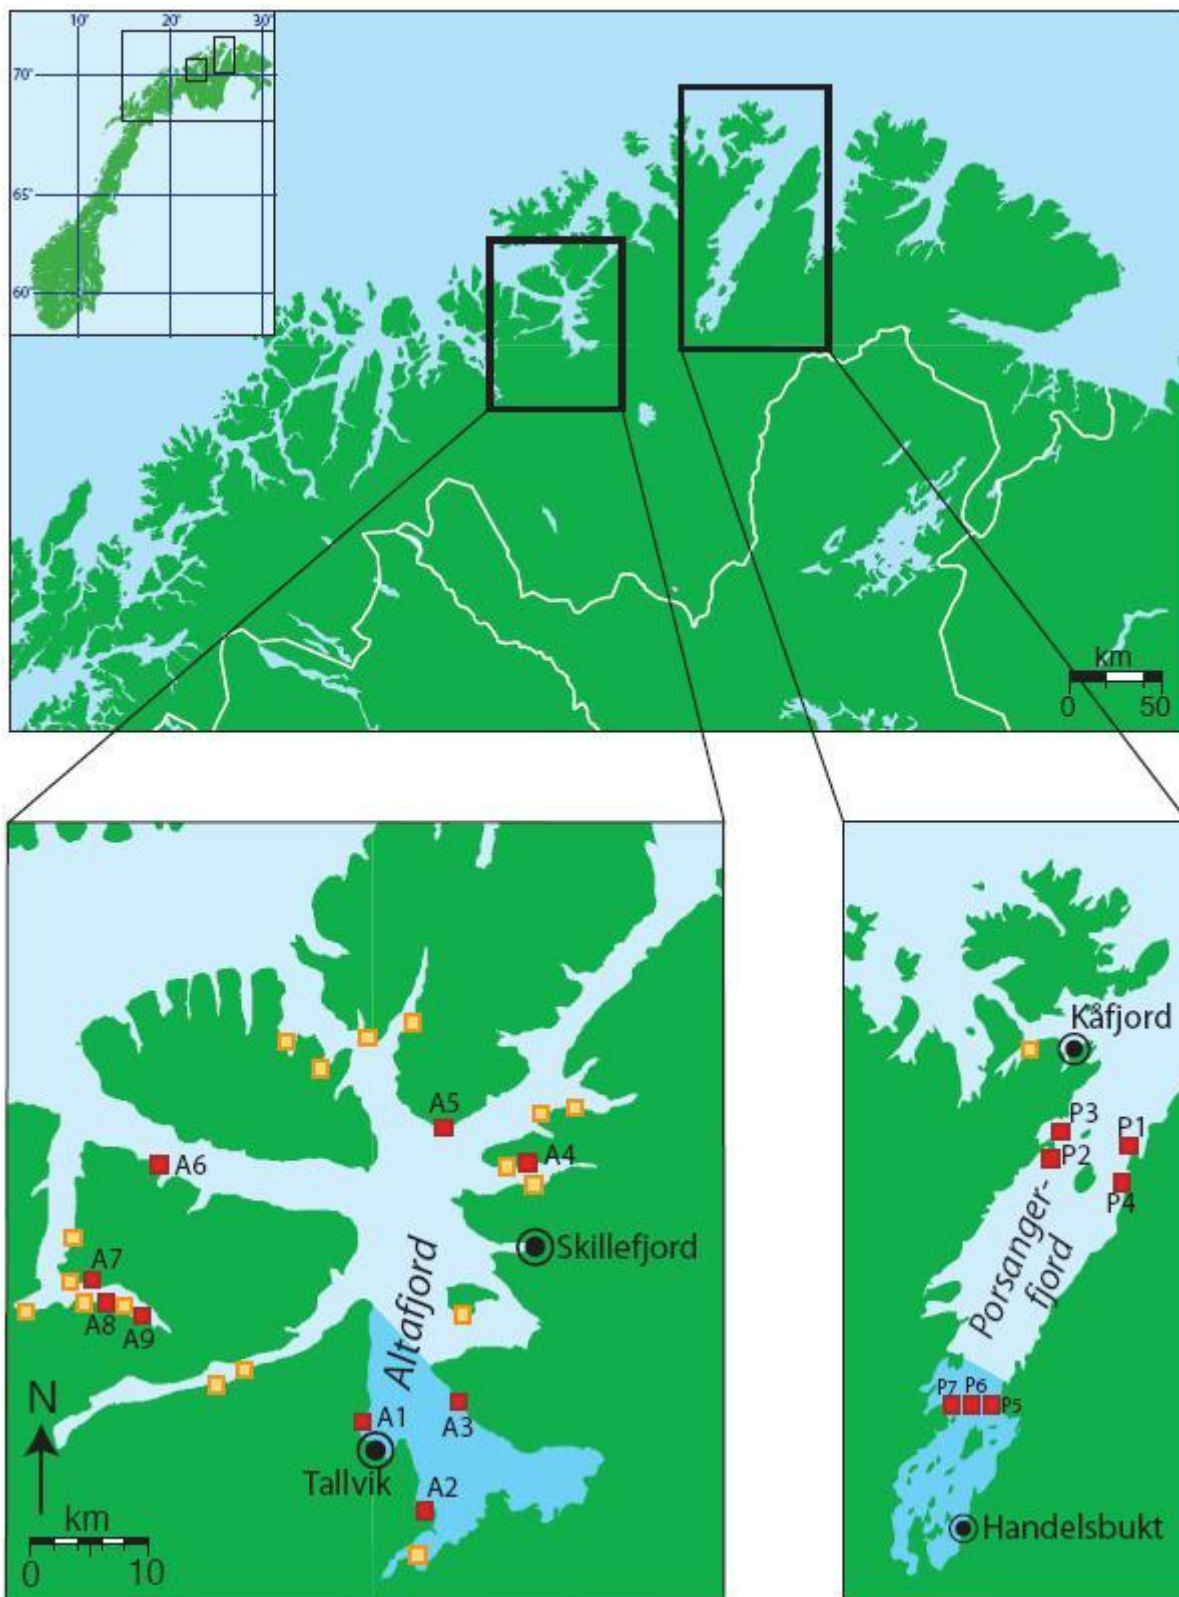 10°
20°
30°
70°
65°
60°
km
0
50
Kåfjord
P3
P1
P2
P4
Porsanger-
fjord
P7
P6
P5
Handelsbukt
A5
A4
A6
Skillefjord
A7
A8
A9
Altafjord
N
A1
A3
Tallvik
A2
km
0
10